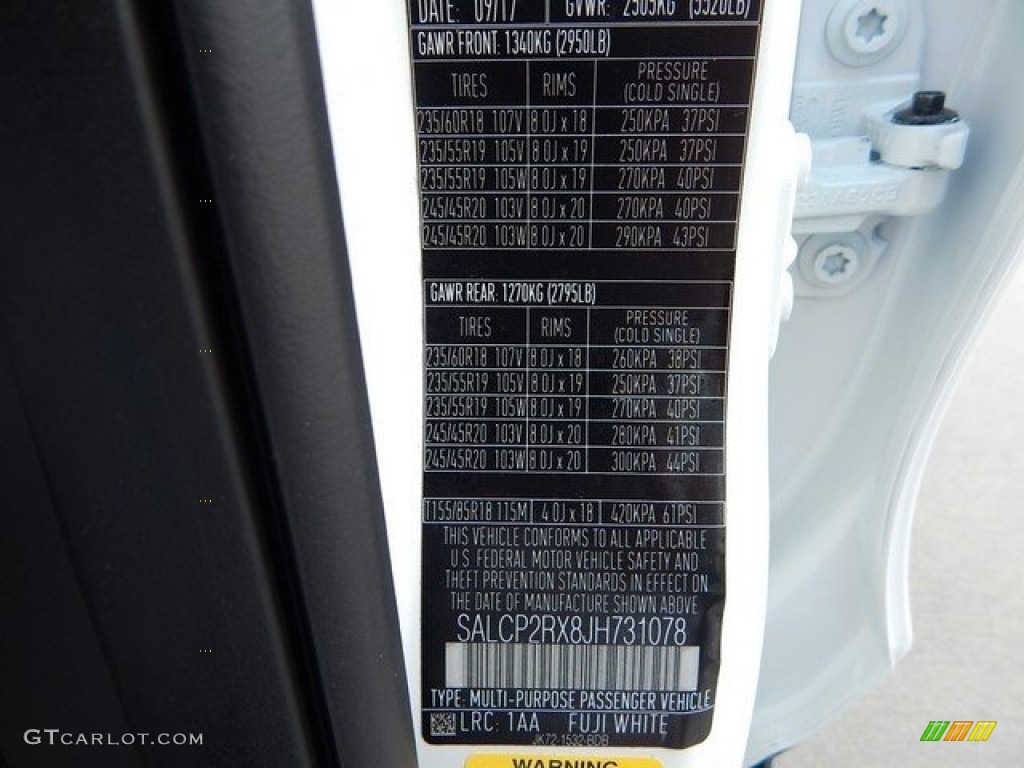 DATE: 09/17 GVWR: 2505KG (5520LB)
GAWR FRONT: 1340KG (2950LB)
TIRES RIMS PRESSURE (COLD SINGLE)
235/60R18 107V 8.0J x 18 250KPA 37PSI
235/55R19 105V 8.0J x 19 250KPA 37PSI
235/55R19 105W 8.0J x 19 270KPA 40PSI
245/45R20 103V 8.0J x 20 270KPA 40PSI
245/45R20 103W 8.0J x 20 290KPA 43PSI
GAWR REAR: 1270KG (2795LB)
TIRES RIMS PRESSURE (COLD SINGLE)
235/60R18 107V 8.0J x 18 260KPA 38PSI
235/55R19 105V 8.0J x 19 250KPA 37PSI
235/55R19 105W 8.0J x 19 270KPA 40PSI
245/45R20 103V 8.0J x 20 280KPA 41PSI
245/45R20 103W 8.0J x 20 300KPA 44PSI
T155/85R18 115M 4.0J x 18 420KPA 61PSI
THIS VEHICLE CONFORMS TO ALL APPLICABLE
U.S. FEDERAL MOTOR VEHICLE SAFETY AND
THEFT PREVENTION STANDARDS IN EFFECT ON
THE DATE OF MANUFACTURE SHOWN ABOVE
SALCP2RX8JH731078
TYPE: MULTI-PURPOSE PASSENGER VEHICLE
LRC: 1AA FUJI WHITE
JK72-1532-BDB
WARNING
GTCARLOT.COM